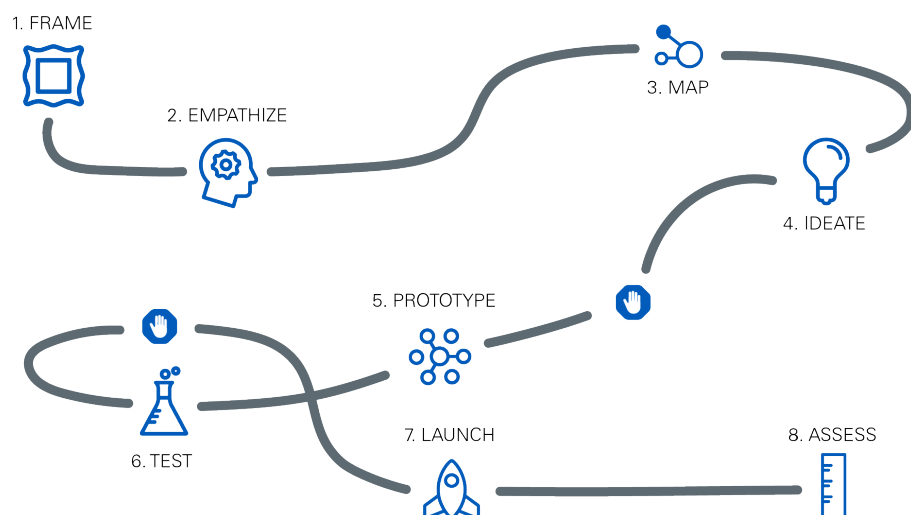 1. FRAME
2. EMPATHIZE
3. MAP
4. IDEATE
5. PROTOTYPE
6. TEST
7. LAUNCH
8. ASSESS